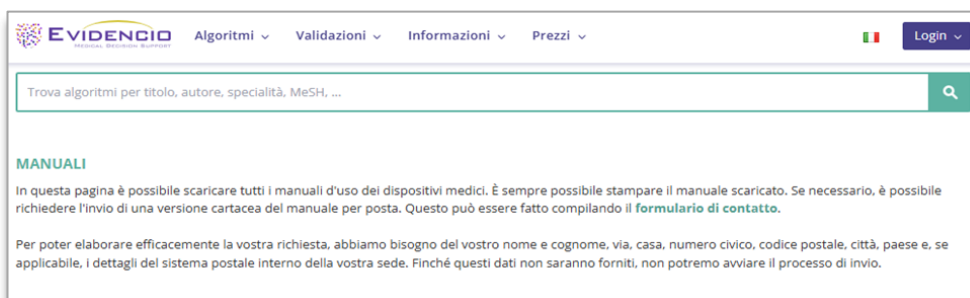 EVIDENCIO
MEDICAL DECISION SUPPORT
Algoritmi
Validazioni
Informazioni
Prezzi
Login
Trova algoritmi per titolo, autore, specialità, MeSH, ...
MANUALI
In questa pagina è possibile scaricare tutti i manuali d'uso dei dispositivi medici. È sempre possibile stampare il manuale scaricato. Se necessario, è possibile
richiedere l'invio di una versione cartacea del manuale per posta. Questo può essere fatto compilando il formulario di contatto.
Per poter elaborare efficacemente la vostra richiesta, abbiamo bisogno del vostro nome e cognome, via, casa, numero civico, codice postale, città, paese e, se
applicabile, i dettagli del sistema postale interno della vostra sede. Finché questi dati non saranno forniti, non potremo avviare il processo di invio.